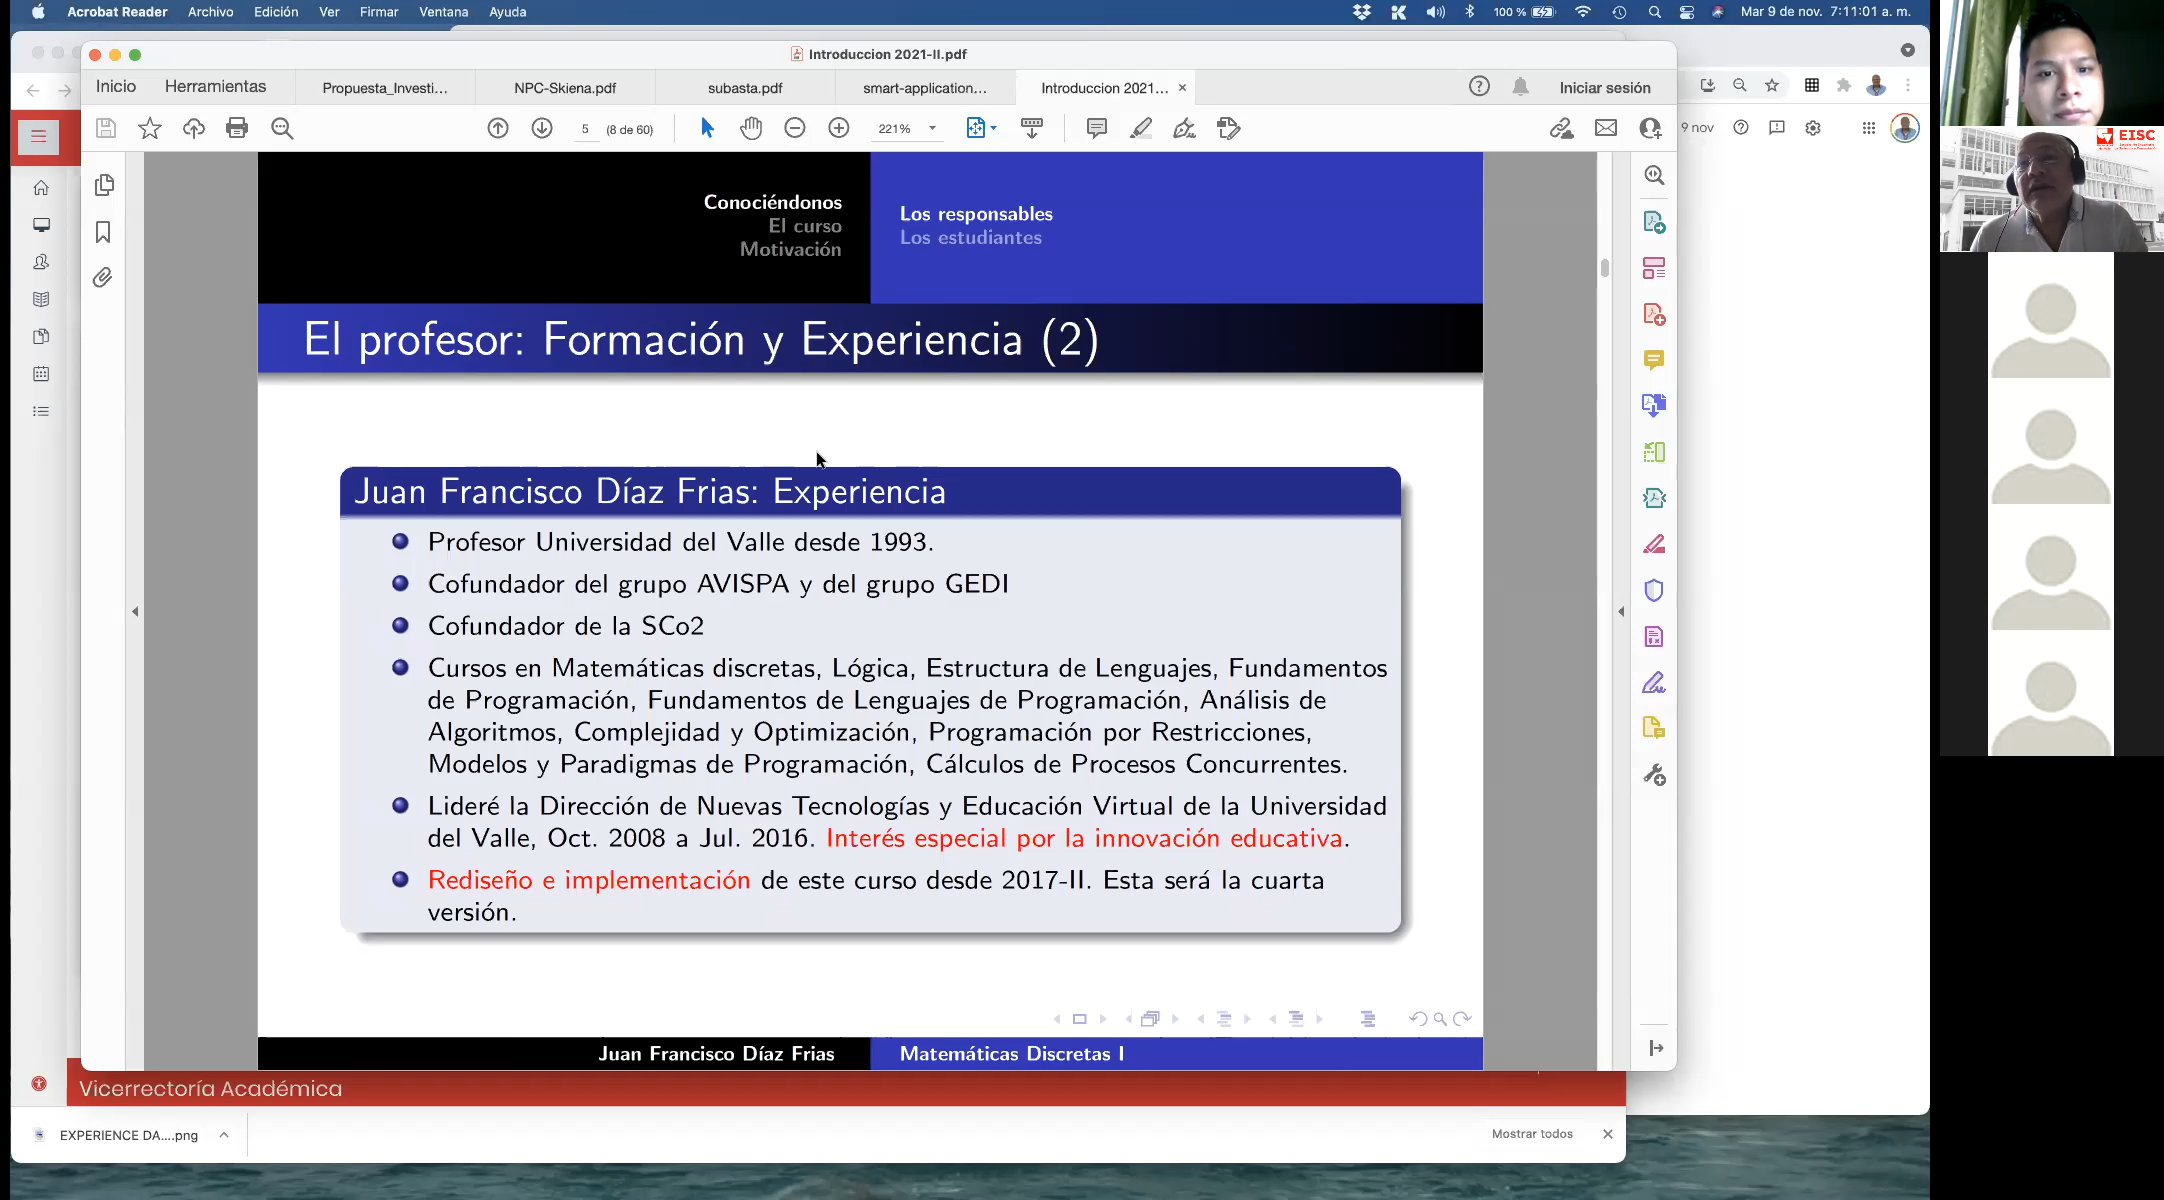 Acrobat Reader Archivo Edición Ver Firmar Ventana Ayuda
100 % Mar 9 de nov. 7:11:01 a. m.
Introduccion 2021-II.pdf
Inicio Herramientas Propuesta_Investi... NPC-Skiena.pdf subasta.pdf smart-application... Introduccion 2021... × Iniciar sesión
5 (8 de 60) 221%
9 nov
EISC
Conociéndonos
El curso
Motivación
Los responsables
Los estudiantes
El profesor: Formación y Experiencia (2)
Juan Francisco Díaz Frias: Experiencia
Profesor Universidad del Valle desde 1993.
Cofundador del grupo AVISPA y del grupo GEDI
Cofundador de la SCo2
Cursos en Matemáticas discretas, Lógica, Estructura de Lenguajes, Fundamentos
de Programación, Fundamentos de Lenguajes de Programación, Análisis de
Algoritmos, Complejidad y Optimización, Programación por Restricciones,
Modelos y Paradigmas de Programación, Cálculos de Procesos Concurrentes.
Lideré la Dirección de Nuevas Tecnologías y Educación Virtual de la Universidad
del Valle, Oct. 2008 a Jul. 2016. Interés especial por la innovación educativa.
Rediseño e implementación de este curso desde 2017-II. Esta será la cuarta
versión.
Juan Francisco Díaz Frias Matemáticas Discretas I
Vicerrectoría Académica
EXPERIENCE DA....png
Mostrar todos